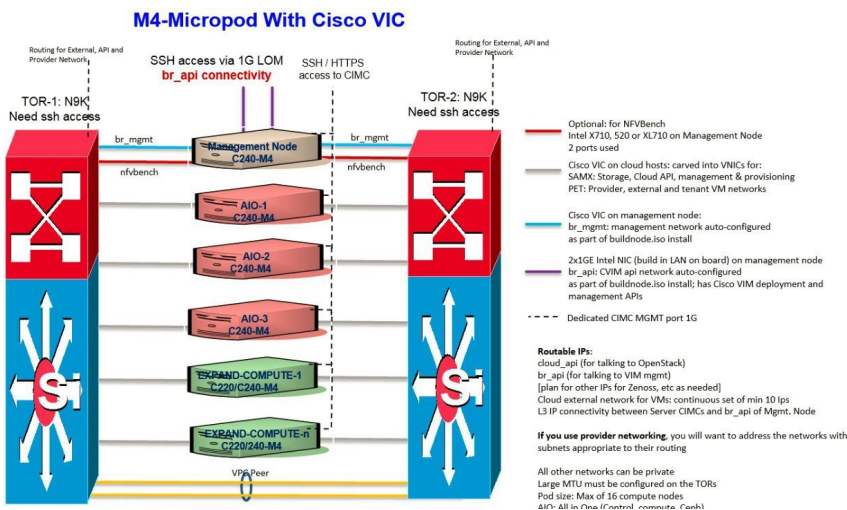 M4-Micropod With Cisco VIC
Routing for External, API and
Provider Network
SSH access via 1G LOM
br_api connectivity
SSH / HTTPS
access to CIMC
Routing for External, API and
Provider Network
TOR-1: N9K
Need ssh access
TOR-2: N9K
Need ssh access
br_mgmt
Management Node
C240-M4
br_mgmt
nfvbench
nfvbench
AIO-1
C240-M4
AIO-2
C240-M4
AIO-3
C240-M4
EXPAND-COMPUTE-1
C220/C240-M4
EXPAND-COMPUTE-n
C220/240-M4
Si
Si
VPC Peer
Optional: for NFVBench
Intel X710, 520 or XL710 on Management Node
2 ports used
Cisco VIC on cloud hosts: carved into VNICs for:
SAMX: Storage, Cloud API, management & provisioning
PET: Provider, external and tenant VM networks
Cisco VIC on management node:
br_mgmt: management network auto-configured
as part of buildnode.iso install
2x1GE Intel NIC (build in LAN on board) on management node
br_api: CVIM api network auto-configured
as part of buildnode.iso install; has Cisco VIM deployment and
management APIs
Dedicated CIMC MGMT port 1G
Routable IPs:
cloud_api (for talking to OpenStack)
br_api (for talking to VIM mgmt)
[plan for other IPs for Zenoss, etc as needed]
Cloud external network for VMs: continuous set of min 10 Ips
L3 IP connectivity between Server CIMCs and br_api of Mgmt. Node
If you use provider networking, you will want to address the networks with
subnets appropriate to their routing
All other networks can be private
Large MTU must be configured on the TORs
Pod size: Max of 16 compute nodes
AIO: All in One (Control, compute, Ceph)